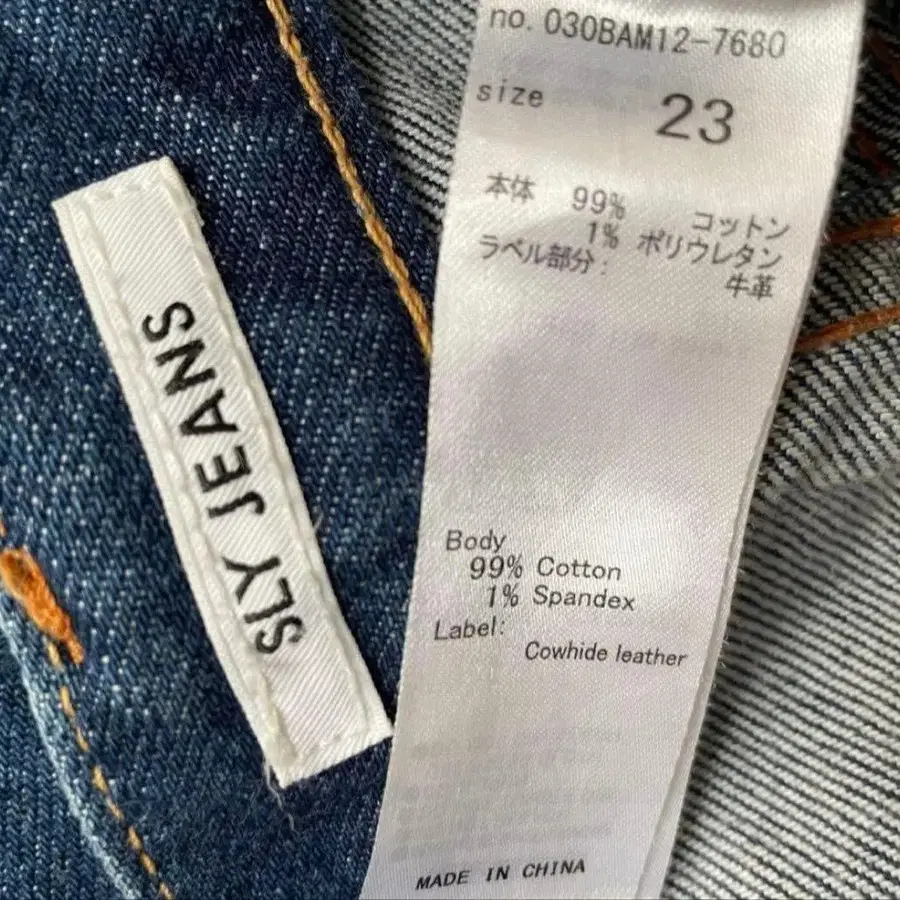 no. 030BAM12-7680
size 23
本体 99% コットン
1% ポリウレタン
ラベル部分:
牛革
Body
99% Cotton
1% Spandex
Label:
Cowhide leather
MADE IN CHINA
SLY JEANS